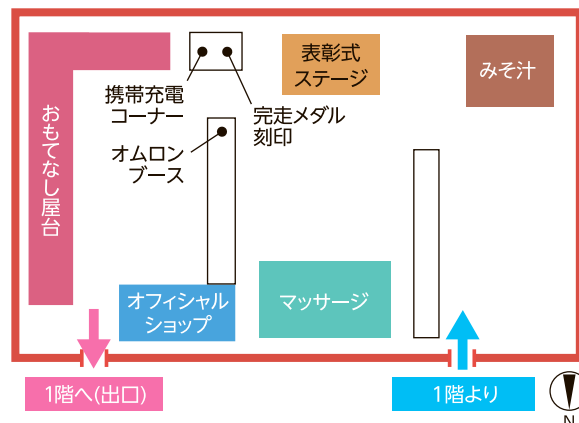 表彰式
ステージ
みそ汁
携帯充電
コーナー
完走メダル
刻印
おもてなし屋台
オムロン
ブース
オフィシャル
ショップ
マッサージ
1階へ(出口)
1階より
N